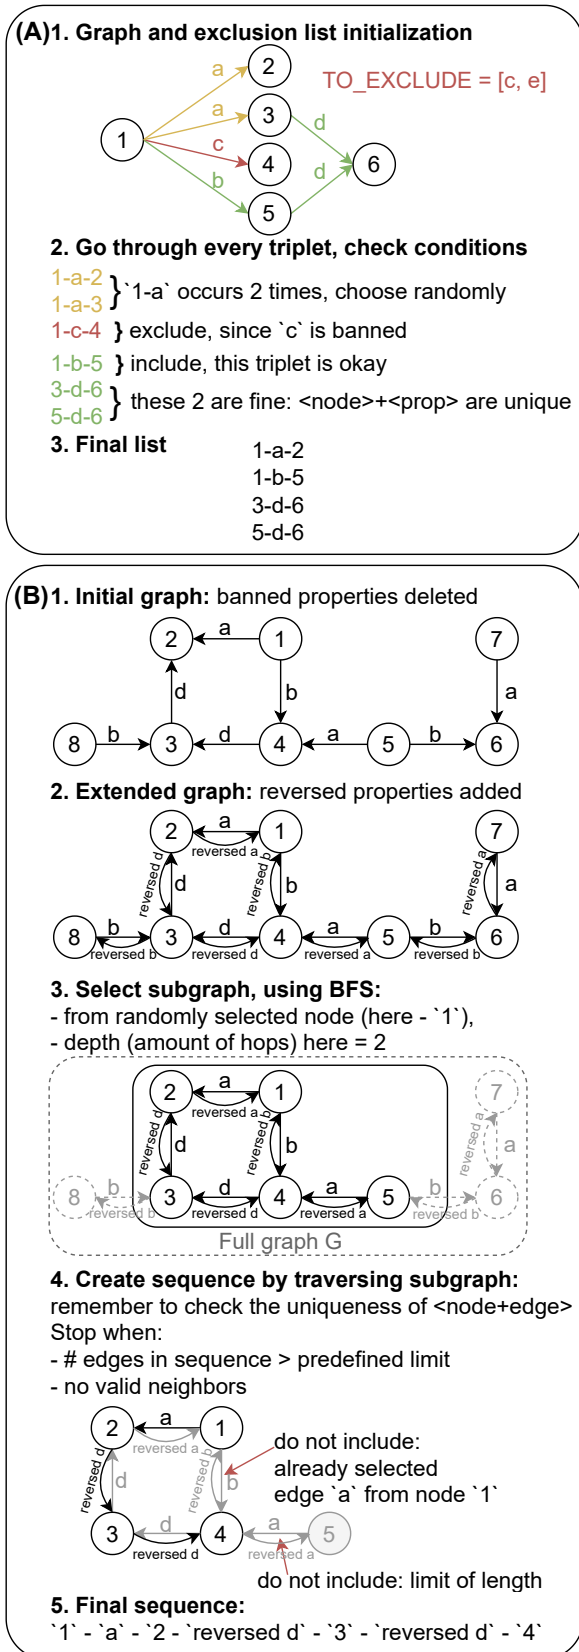 (A) 1. Graph and exclusion list initialization
2
a
TO_EXCLUDE = [c, e]
a
3
d
1
c
4
6
b
d
5
2. Go through every triplet, check conditions
1-a-2
1-a-3
} `1-a` occurs 2 times, choose randomly
1-c-4 } exclude, since `c` is banned
1-b-5 } include, this triplet is okay
3-d-6
5-d-6
} these 2 are fine: <node>+<prop> are unique
3. Final list
1-a-2
1-b-5
3-d-6
5-d-6
(B) 1. Initial graph: banned properties deleted
2 a 1 7
d b a
8 b 3 d 4 a 5 b 6
2. Extended graph: reversed properties added
2 a 1 7
reversed a
reversed d d reversed b b reversed a a
8 b 3 d 4 a 5 b 6
reversed b reversed d reversed a reversed b
3. Select subgraph, using BFS:
- from randomly selected node (here - `1`),
- depth (amount of hops) here = 2
2 a 1 7
reversed a
reversed d d reversed b b reversed a a
8 b 3 d 4 a 5 b 6
reversed b reversed d reversed a reversed b
Full graph G
4. Create sequence by traversing subgraph:
remember to check the uniqueness of <node+edge>
Stop when:
- # edges in sequence > predefined limit
- no valid neighbors
2 a 1
reversed a
reversed d d reversed b b
do not include:
already selected
edge `a` from node `1`
3 d 4 a 5
reversed d reversed a
do not include: limit of length
5. Final sequence:
`1` - `a` - `2 - `reversed d` - `3` - `reversed d` - `4`